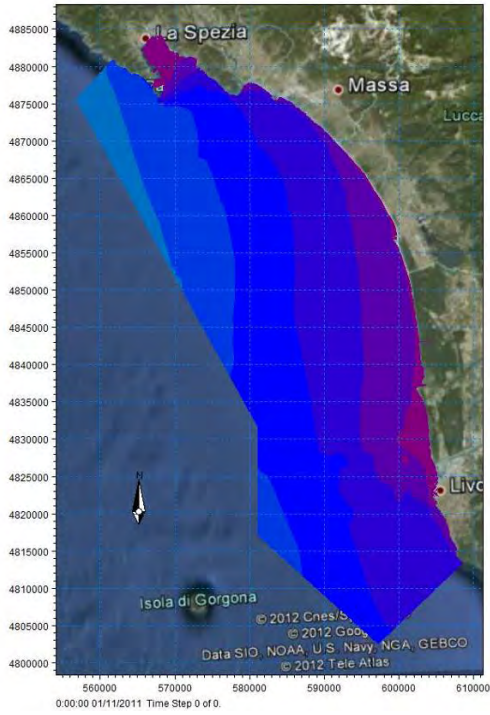 4885000
La Spezia
4880000
Massa
4875000
Lucca
4870000
4865000
4860000
4855000
4850000
4845000
4840000
4835000
4830000
4825000
Livo
4820000
N
4815000
4810000
Isola di Gorgona
4805000
© 2012 Cnes/S
© 2012 Goog
Data SIO, NOAA, U.S. Navy, NGA, GEBCO
© 2012 Tele Atlas
4800000
560000 570000 580000 590000 600000 610000
0:00:00 01/11/2011 Time Step 0 of 0.